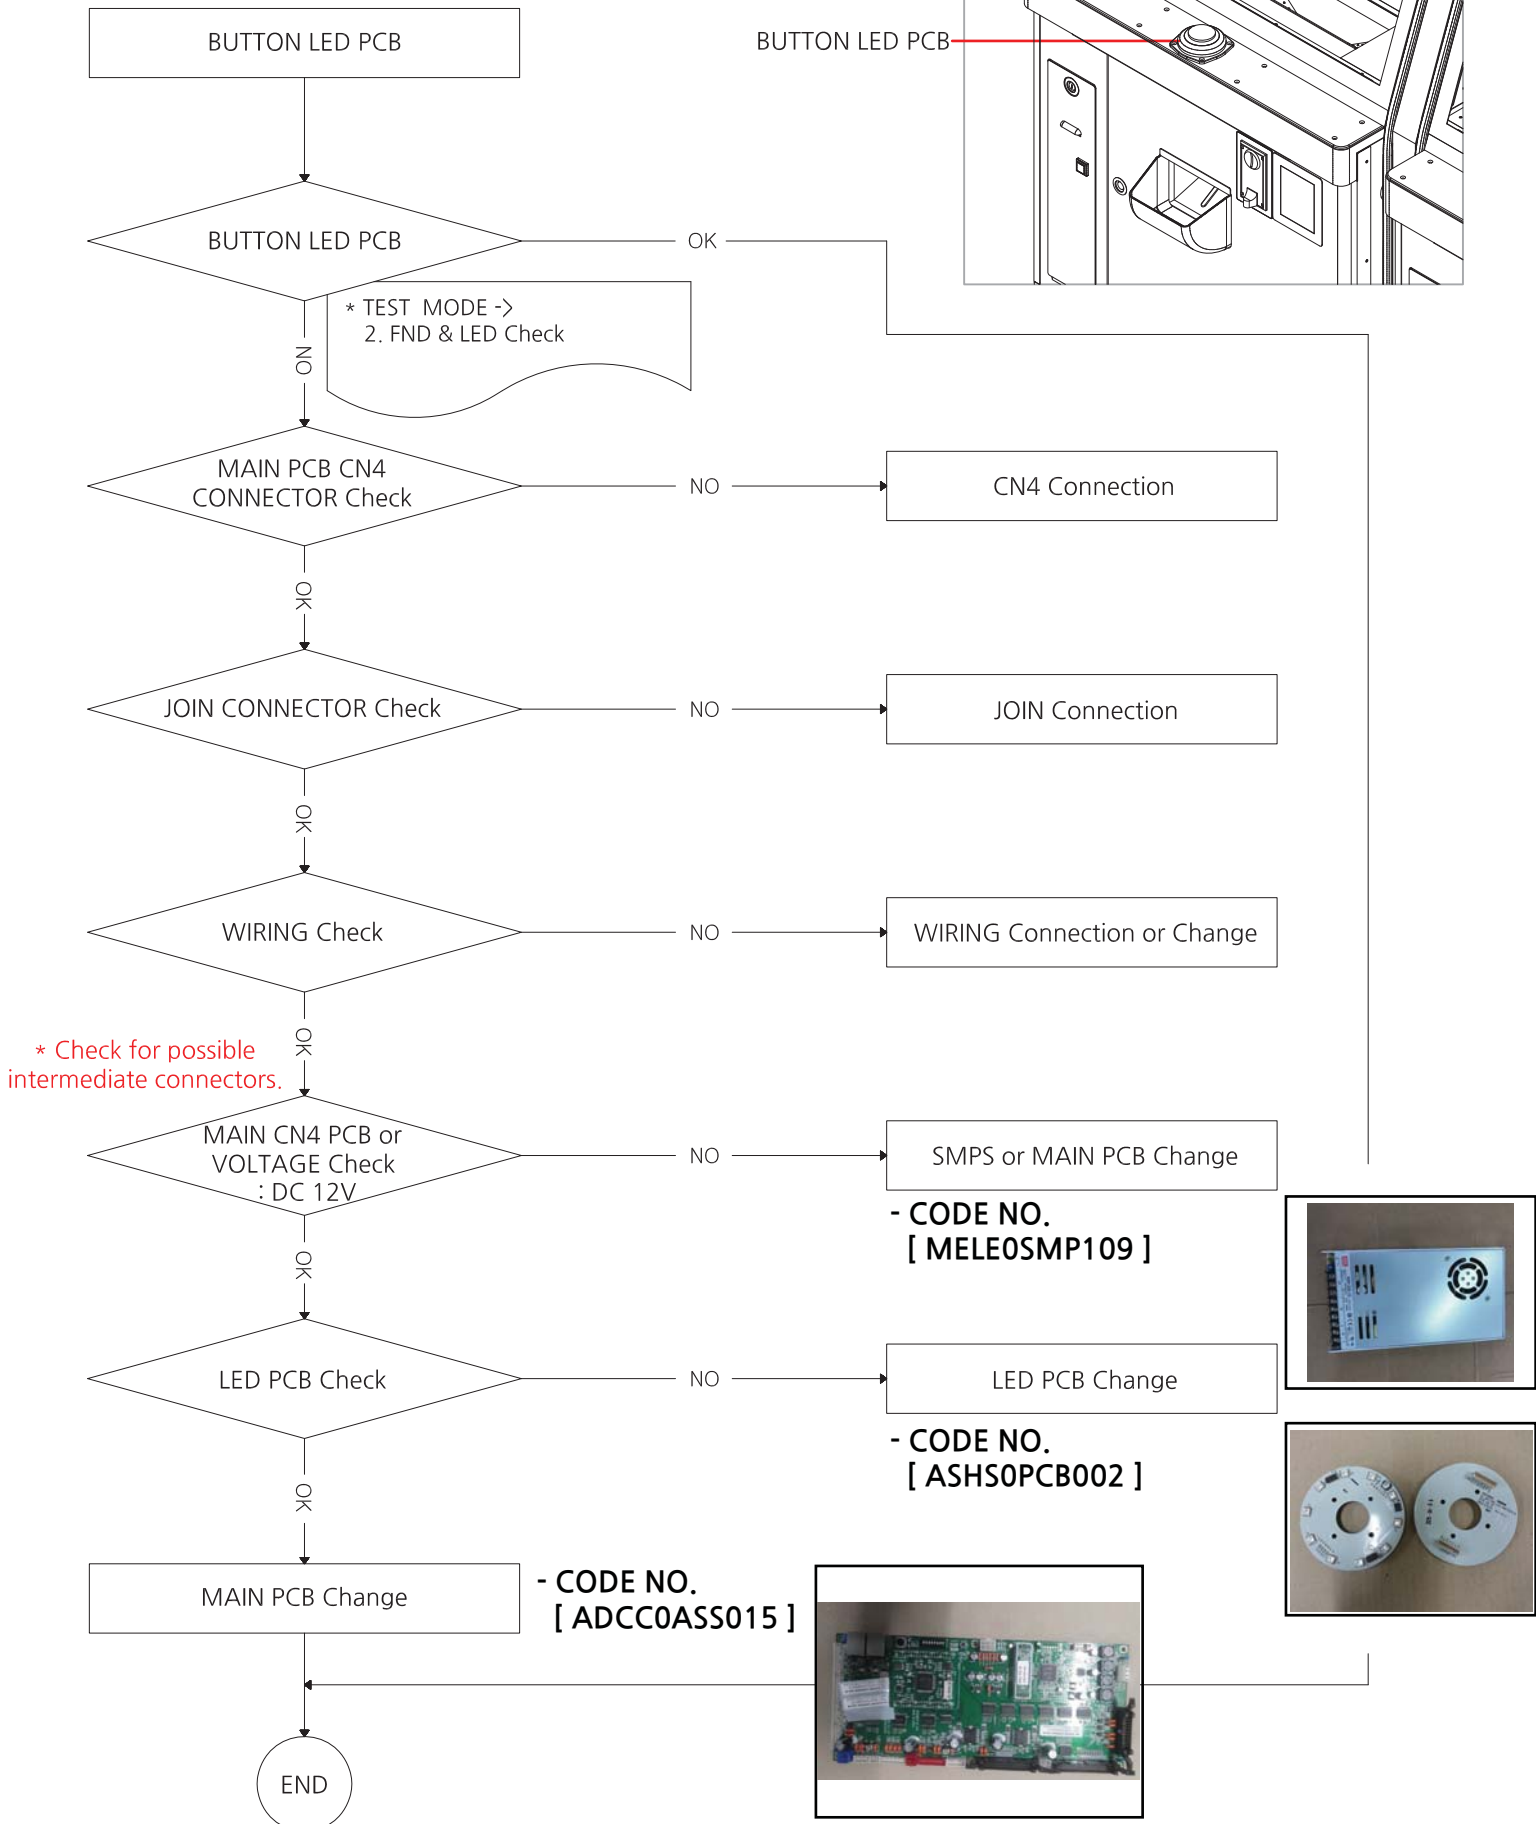 BUTTON LED PCB
BUTTON LED PCB
BUTTON LED PCB
OK
* TEST MODE ->
2. FND & LED Check
NO
MAIN PCB CN4
CONNECTOR Check
NO
CN4 Connection
OK
JOIN CONNECTOR Check
NO
JOIN Connection
OK
WIRING Check
NO
WIRING Connection or Change
OK
* Check for possible
intermediate connectors.
MAIN CN4 PCB or
VOLTAGE Check
: DC 12V
NO
SMPS or MAIN PCB Change
- CODE NO.
[ MELE0SMP109 ]
OK
LED PCB Check
NO
LED PCB Change
- CODE NO.
[ ASHS0PCB002 ]
OK
MAIN PCB Change
- CODE NO.
[ ADCC0ASS015 ]
END